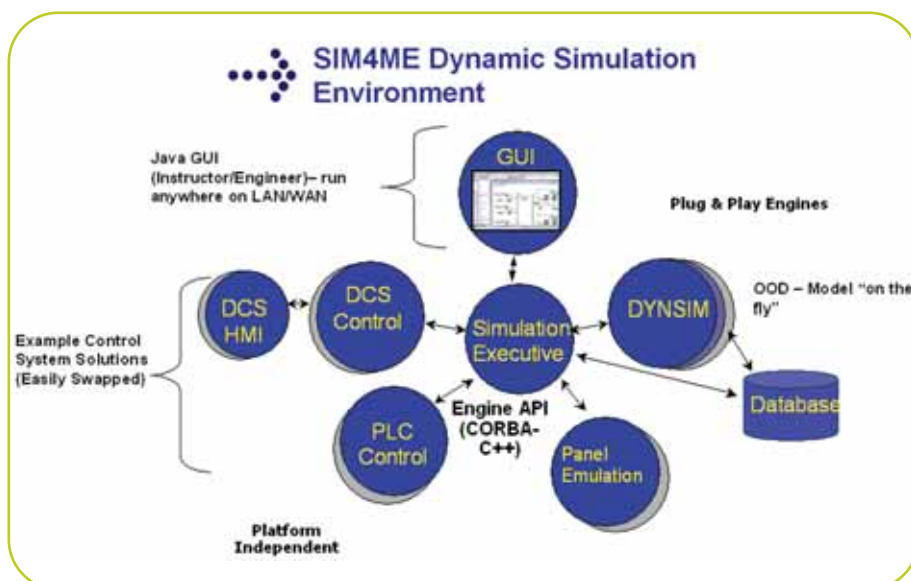 SIM4ME Dynamic Simulation
Environment
Java GUI
(Instructor/Engineer)– run
anywhere on LAN/WAN
GUI
Plug & Play Engines
DCS
HMI
DCS
Control
Simulation
Executive
DYNSIM
OOD – Model "on the
fly"
Example Control
System Solutions
(Easily Swapped)
Database
PLC
Control
Engine API
(CORBA-
C++)
Panel
Emulation
Platform
Independent